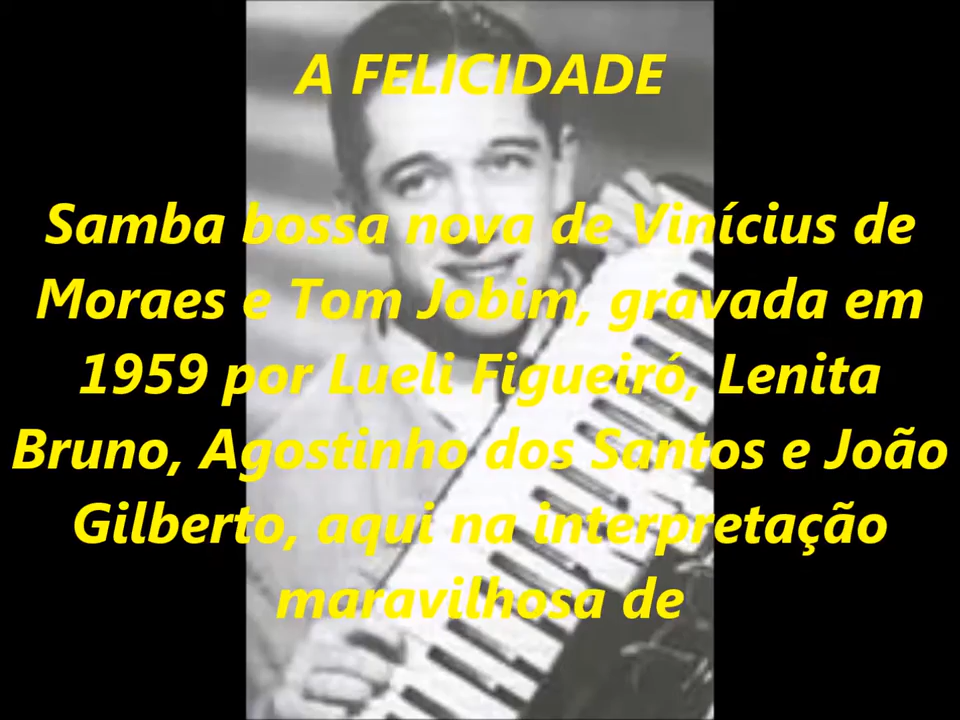 A FELICIDADE
Samba bossa nova de Vinícius de
Moraes e Tom Jobim, gravada em
1959 por Lueli Figueiró, Lenita
Bruno, Agostinho dos Santos e João
Gilberto, aqui na interpretação
maravilhosa de